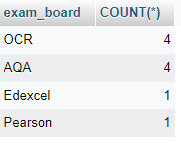 exam_board COUNT(*)
OCR 4
AQA 4
Edexcel 1
Pearson 1